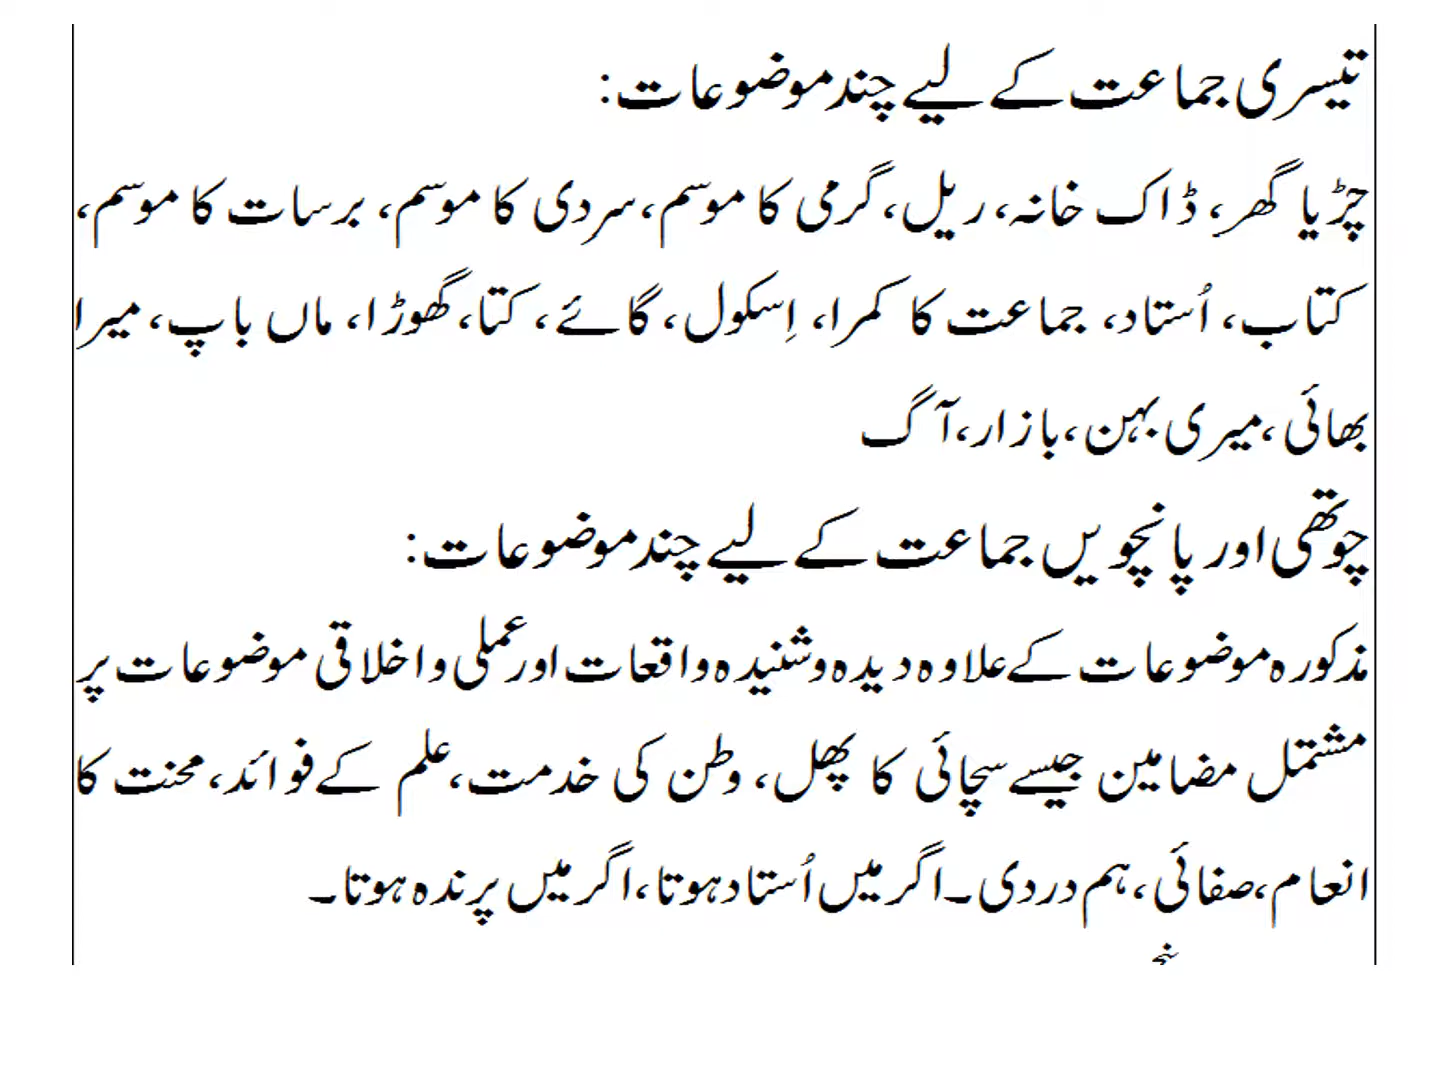 تیسری جماعت کے لیے چند موضوعات:
چڑیا گھر، ڈاک خانہ، ریل، گرمی کا موسم، سردی کا موسم، برسات کا موسم،
کتاب، اُستاد، جماعت کا کمرا، اِسکول، گائے، کتا، گھوڑا، ماں باپ، میرا
بھائی، میری بہن، بازار، آگ
چوتھی اور پانچویں جماعت کے لیے چند موضوعات:
مذکورہ موضوعات کے علاوہ دیدہ و شنیدہ واقعات اور عملی و اخلاقی موضوعات پر
مشتمل مضامین جیسے سچائی کا پھل، وطن کی خدمت، علم کے فوائد، محنت کا
انعام، صفائی، ہم دردی۔ اگر میں اُستاد ہوتا، اگر میں پرندہ ہوتا۔